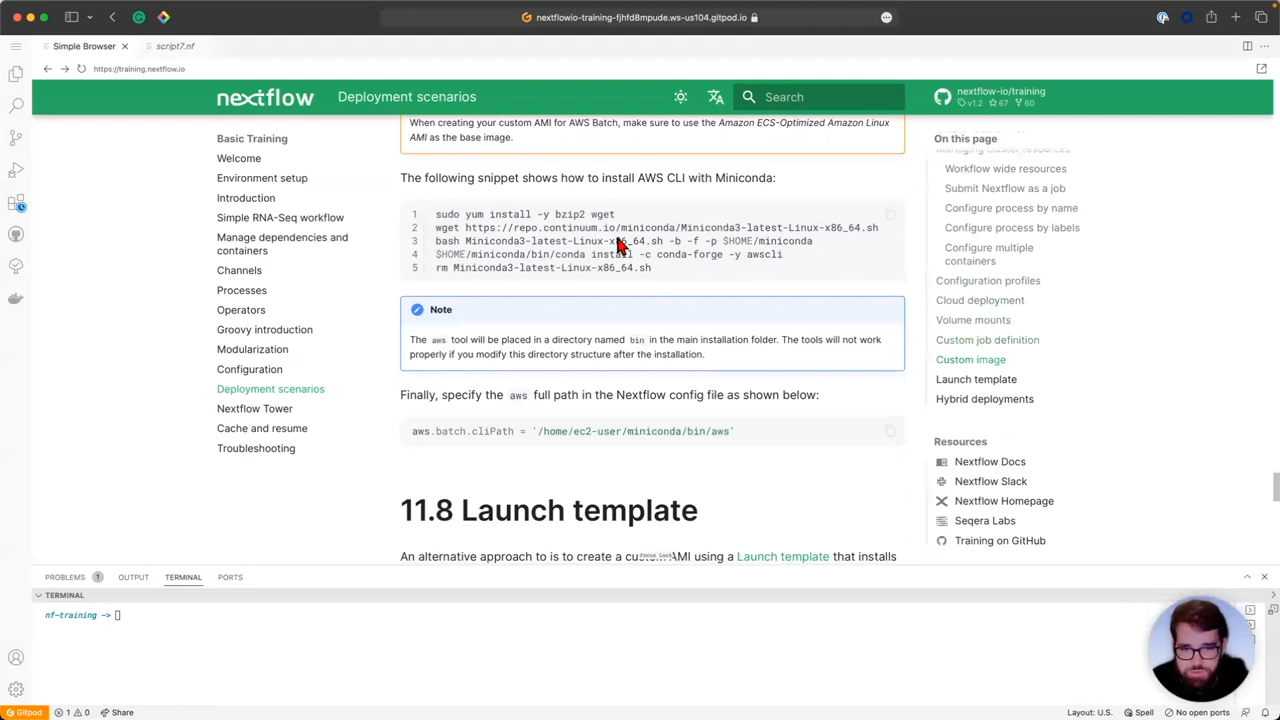 nextflowio-training-fjhfd8mpude.ws-us104.gitpod.io
Simple Browser
script7.nf
https://training.nextflow.io
nextflow
Deployment scenarios
Search
nextflow-io/training
v1.2 67 60
Basic Training
Welcome
Environment setup
Introduction
Simple RNA-Seq workflow
Manage dependencies and
containers
Channels
Processes
Operators
Groovy introduction
Modularization
Configuration
Deployment scenarios
Nextflow Tower
Cache and resume
Troubleshooting
When creating your custom AMI for AWS Batch, make sure to use the Amazon ECS-Optimized Amazon Linux
AMI as the base image.
The following snippet shows how to install AWS CLI with Miniconda:
1 sudo yum install -y bzip2 wget
2 wget https://repo.continuum.io/miniconda/Miniconda3-latest-Linux-x86_64.sh
3 bash Miniconda3-latest-Linux-x86_64.sh -b -f -p $HOME/miniconda
4 $HOME/miniconda/bin/conda install -c conda-forge -y awscli
5 rm Miniconda3-latest-Linux-x86_64.sh
Note
The aws tool will be placed in a directory named bin in the main installation folder. The tools will not work
properly if you modify this directory structure after the installation.
Finally, specify the aws full path in the Nextflow config file as shown below:
aws.batch.cliPath = '/home/ec2-user/miniconda/bin/aws'
11.8 Launch template
An alternative approach to is to create a custom AMI using a Launch template that installs
On this page
Managing cluster resources
Workflow wide resources
Submit Nextflow as a job
Configure process by name
Configure process by labels
Configure multiple
containers
Configuration profiles
Cloud deployment
Volume mounts
Custom job definition
Custom image
Launch template
Hybrid deployments
Resources
Nextflow Docs
Nextflow Slack
Nextflow Homepage
Seqera Labs
Training on GitHub
PROBLEMS 1 OUTPUT TERMINAL PORTS
TERMINAL
nf-training ->
Gitpod 1 0 Share
Layout: U.S. Spell No open ports